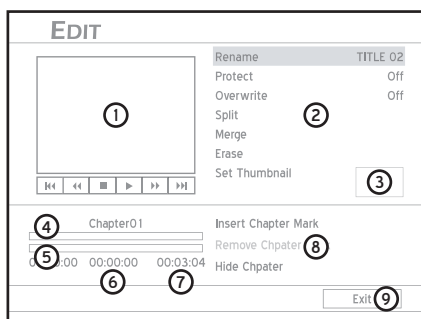 EDIT
Rename TITLE 02
Protect Off
1
Overwrite Off
2
Split
Merge
Erase
Set Thumbnail
3
4 Chapter01
Insert Chapter Mark
5
Remove Chpater 8
00:00:00 00:03:04
6 7
Hide Chpater
Exit 9